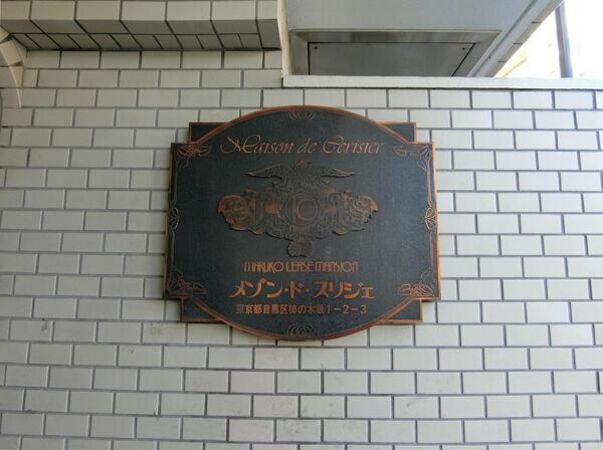 Maison de Cerisier
MARUKO LEASE MANSION
メゾン・ド・スリジェ
東京都目黒区柿の木坂1-2-3